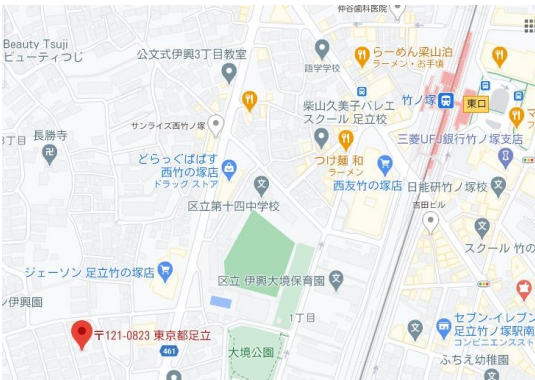 仲谷歯科医院
Beauty Tsuji
ビューティつじ
公文式伊興3丁目教室
語学学校
らーめん梁山泊
ラーメン・お手頃
柴山久美子バレエ
スクール 足立校
竹ノ塚
東口
サンライズ西竹ノ塚
3丁目
長勝寺
三菱UFJ銀行竹ノ塚支店
どらっぐぱぱす
西竹の塚店
ドラッグ ストア
つけ麺 和
ラーメン
西友竹の塚店
日能研竹ノ塚校
吉田ビル
区立第十四中学校
スクール 竹の
ジェーソン 足立竹の塚店
区立 伊興大境保育園
伊興園
1丁目
〒121-0823 東京都足立
461
大境公園
セブン-イレブン
足立竹ノ塚駅南
コンビニエンススト
ふちえ幼稚園